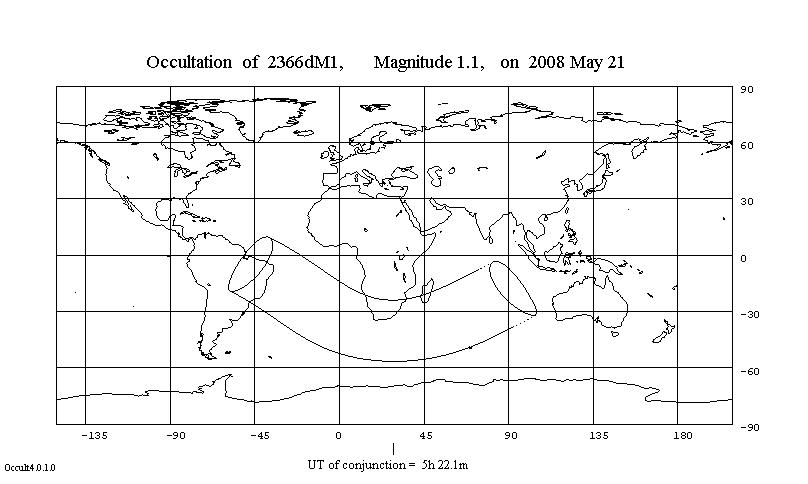 Occultation of 2366dM1, Magnitude 1.1, on 2008 May 21
90
60
30
0
-30
-60
-90
-135 -90 -45 0 45 90 135 180
UT of conjunction = 5h 22.1m
Occult4.0.1.0